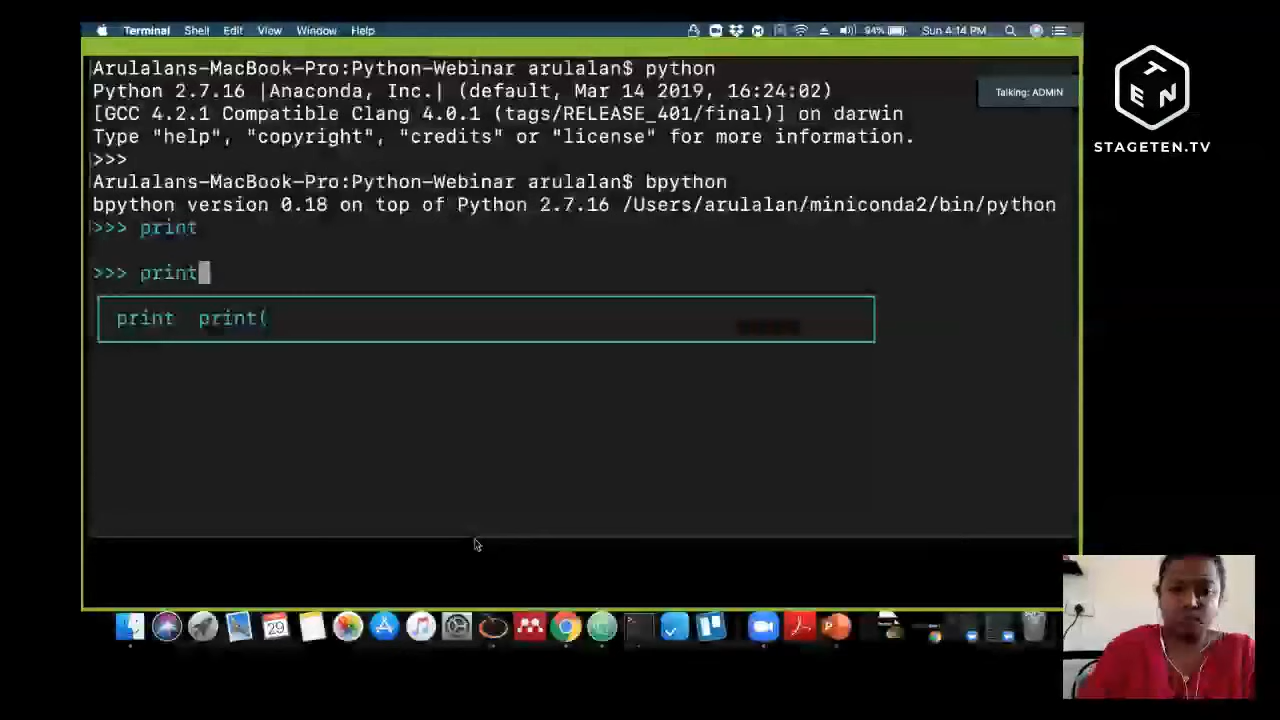 Terminal Shell Edit View Window Help 94% Sun 4:14 PM
Arulalans-MacBook-Pro:Python-Webinar arulalan$ python
Python 2.7.16 |Anaconda, Inc.| (default, Mar 14 2019, 16:24:02)
[GCC 4.2.1 Compatible Clang 4.0.1 (tags/RELEASE_401/final)] on darwin
Type "help", "copyright", "credits" or "license" for more information.
>>>
Arulalans-MacBook-Pro:Python-Webinar arulalan$ bpython
bpython version 0.18 on top of Python 2.7.16 /Users/arulalan/miniconda2/bin/python
>>> print
>>> print
print print(
Talking: ADMIN
TEN
STAGETEN.TV
29